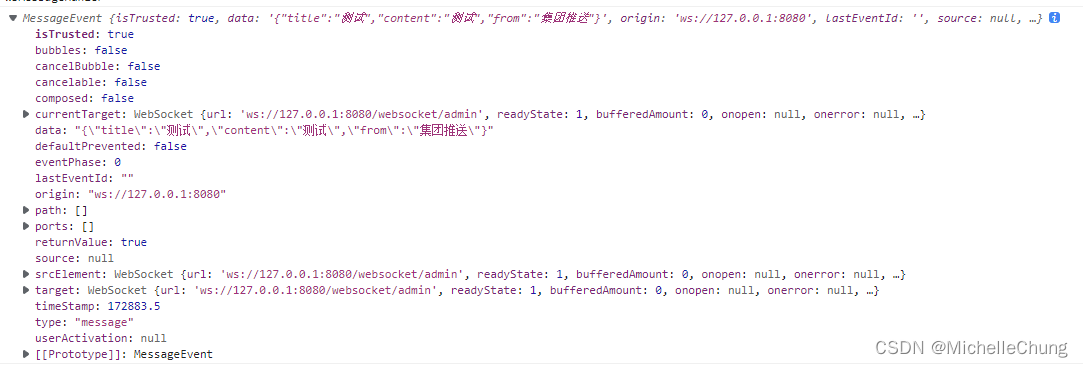 MessageEvent {isTrusted: true, data: '{"title":"测试","content":"测试","from":"集团推送"}', origin: 'ws://127.0.0.1:8080', lastEventId: '', source: null, …}
isTrusted: true
bubbles: false
cancelBubble: false
cancelable: false
composed: false
currentTarget: WebSocket {url: 'ws://127.0.0.1:8080/websocket/admin', readyState: 1, bufferedAmount: 0, onopen: null, onerror: null, …}
data: "{\"title\":\"测试\",\"content\":\"测试\",\"from\":\"集团推送\"}"
defaultPrevented: false
eventPhase: 0
lastEventId: ""
origin: "ws://127.0.0.1:8080"
path: []
ports: []
returnValue: true
source: null
srcElement: WebSocket {url: 'ws://127.0.0.1:8080/websocket/admin', readyState: 1, bufferedAmount: 0, onopen: null, onerror: null, …}
target: WebSocket {url: 'ws://127.0.0.1:8080/websocket/admin', readyState: 1, bufferedAmount: 0, onopen: null, onerror: null, …}
timeStamp: 172883.5
type: "message"
userActivation: null
[[Prototype]]: MessageEvent
CSDN @MichelleChung